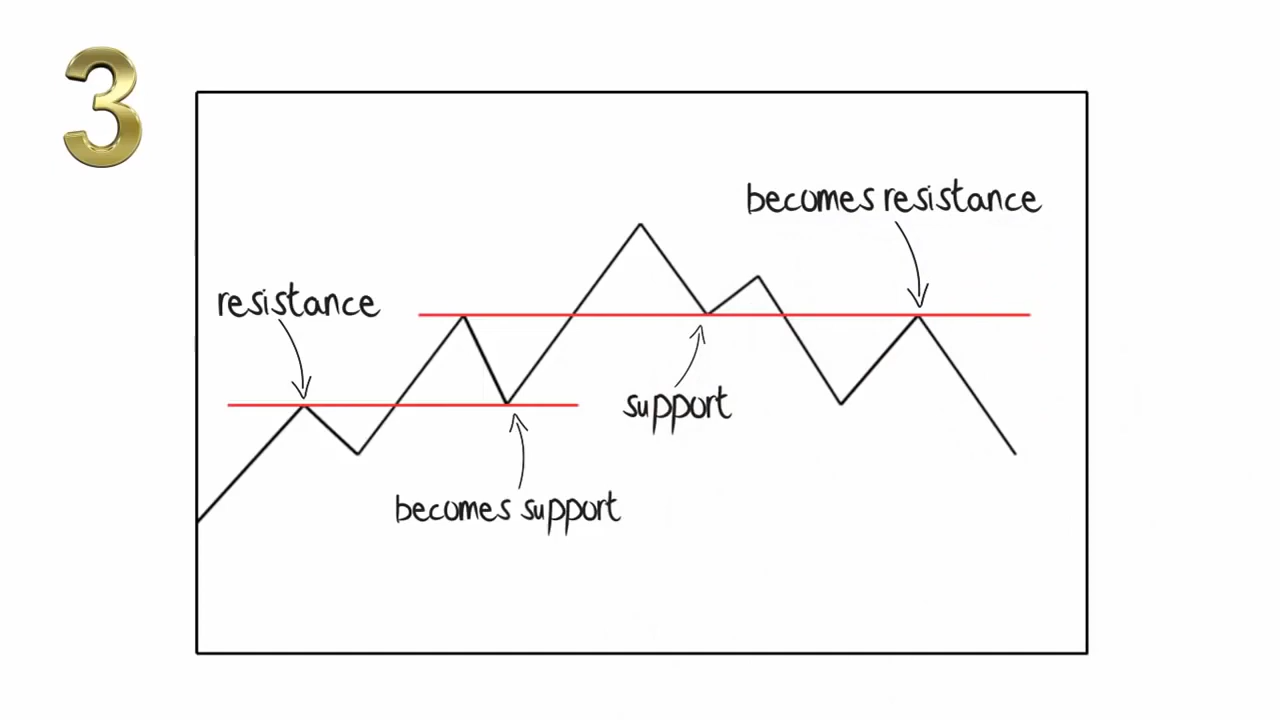 3
becomes resistance
resistance
support
becomes support